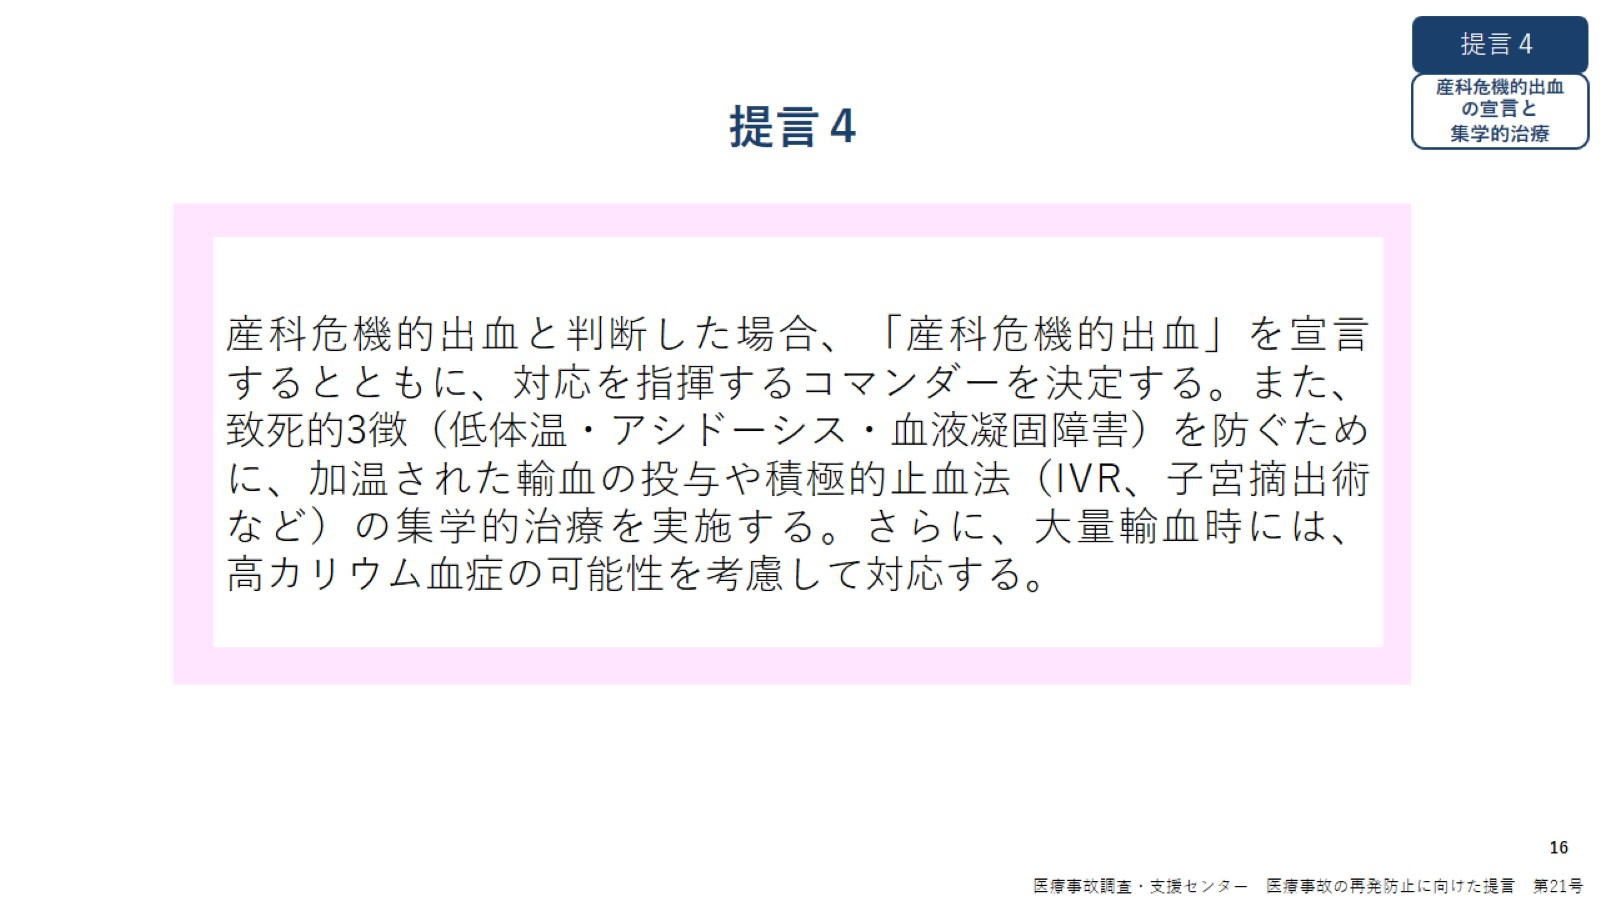 提言４
産科危機的出血
の宣言と
集学的治療
提言４
産科危機的出血と判断した場合、「産科危機的出血」を宣言
するとともに、対応を指揮するコマンダーを決定する。また、
致死的3徴（低体温・アシドーシス・血液凝固障害）を防ぐため
に、加温された輸血の投与や積極的止血法（IVR、子宮摘出術
など）の集学的治療を実施する。さらに、大量輸血時には、
高カリウム血症の可能性を考慮して対応する。
16
医療事故調査・支援センター　医療事故の再発防止に向けた提言　第21号